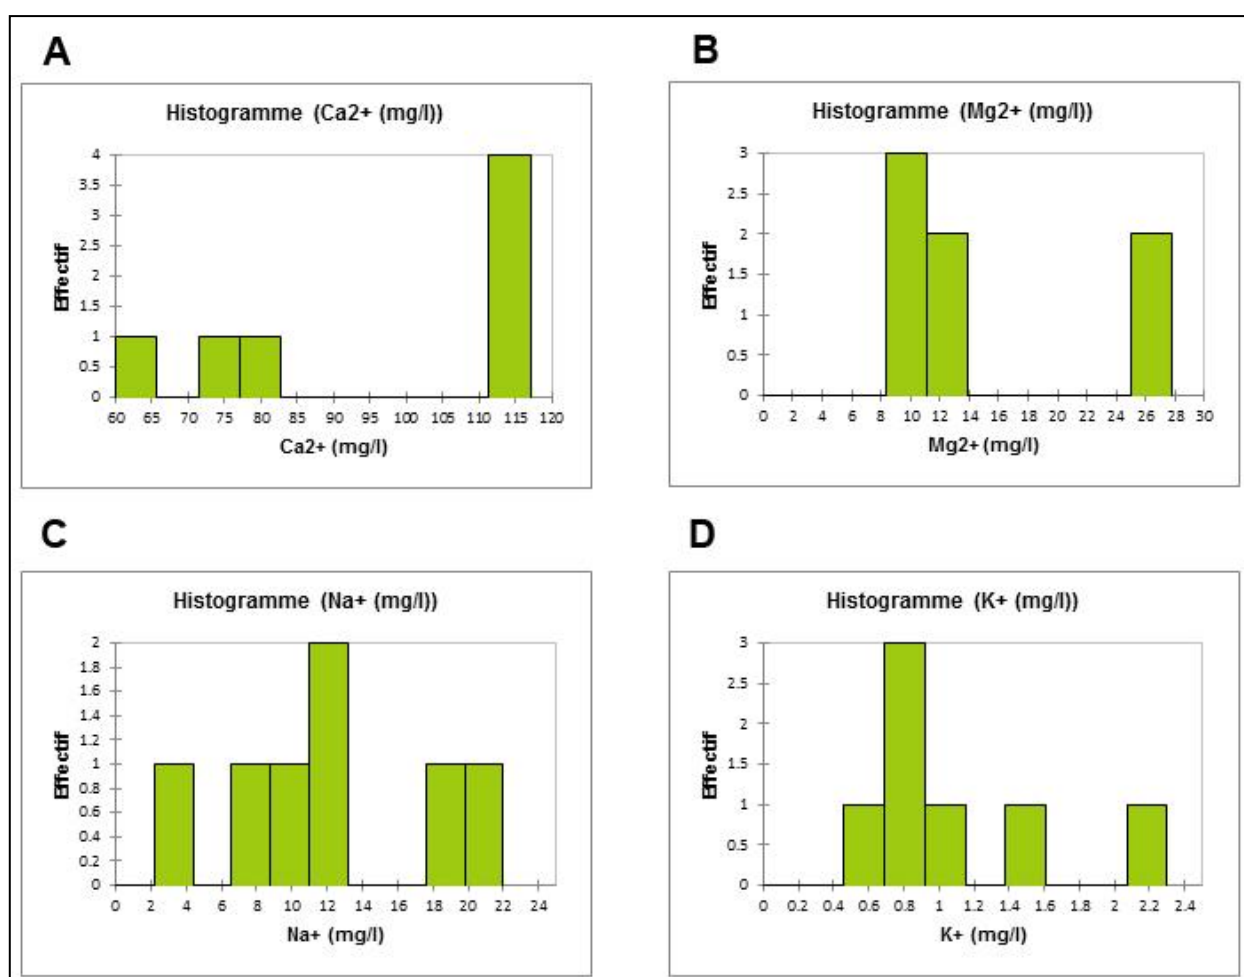 A
Histogramme (Ca2+ (mg/l))
4
3.5
3
2.5
2
1.5
1
0.5
0
Effectif
60 65 70 75 80 85 90 95 100 105 110 115 120
Ca2+ (mg/l)
B
Histogramme (Mg2+ (mg/l))
3
2.5
2
1.5
1
0.5
0
Effectif
0 2 4 6 8 10 12 14 16 18 20 22 24 26 28 30
Mg2+ (mg/l)
C
Histogramme (Na+ (mg/l))
2
1.8
1.6
1.4
1.2
1
0.8
0.6
0.4
0.2
0
Effectif
0 2 4 6 8 10 12 14 16 18 20 22 24
Na+ (mg/l)
D
Histogramme (K+ (mg/l))
3
2.5
2
1.5
1
0.5
0
Effectif
0 0.2 0.4 0.6 0.8 1 1.2 1.4 1.6 1.8 2 2.2 2.4
K+ (mg/l)